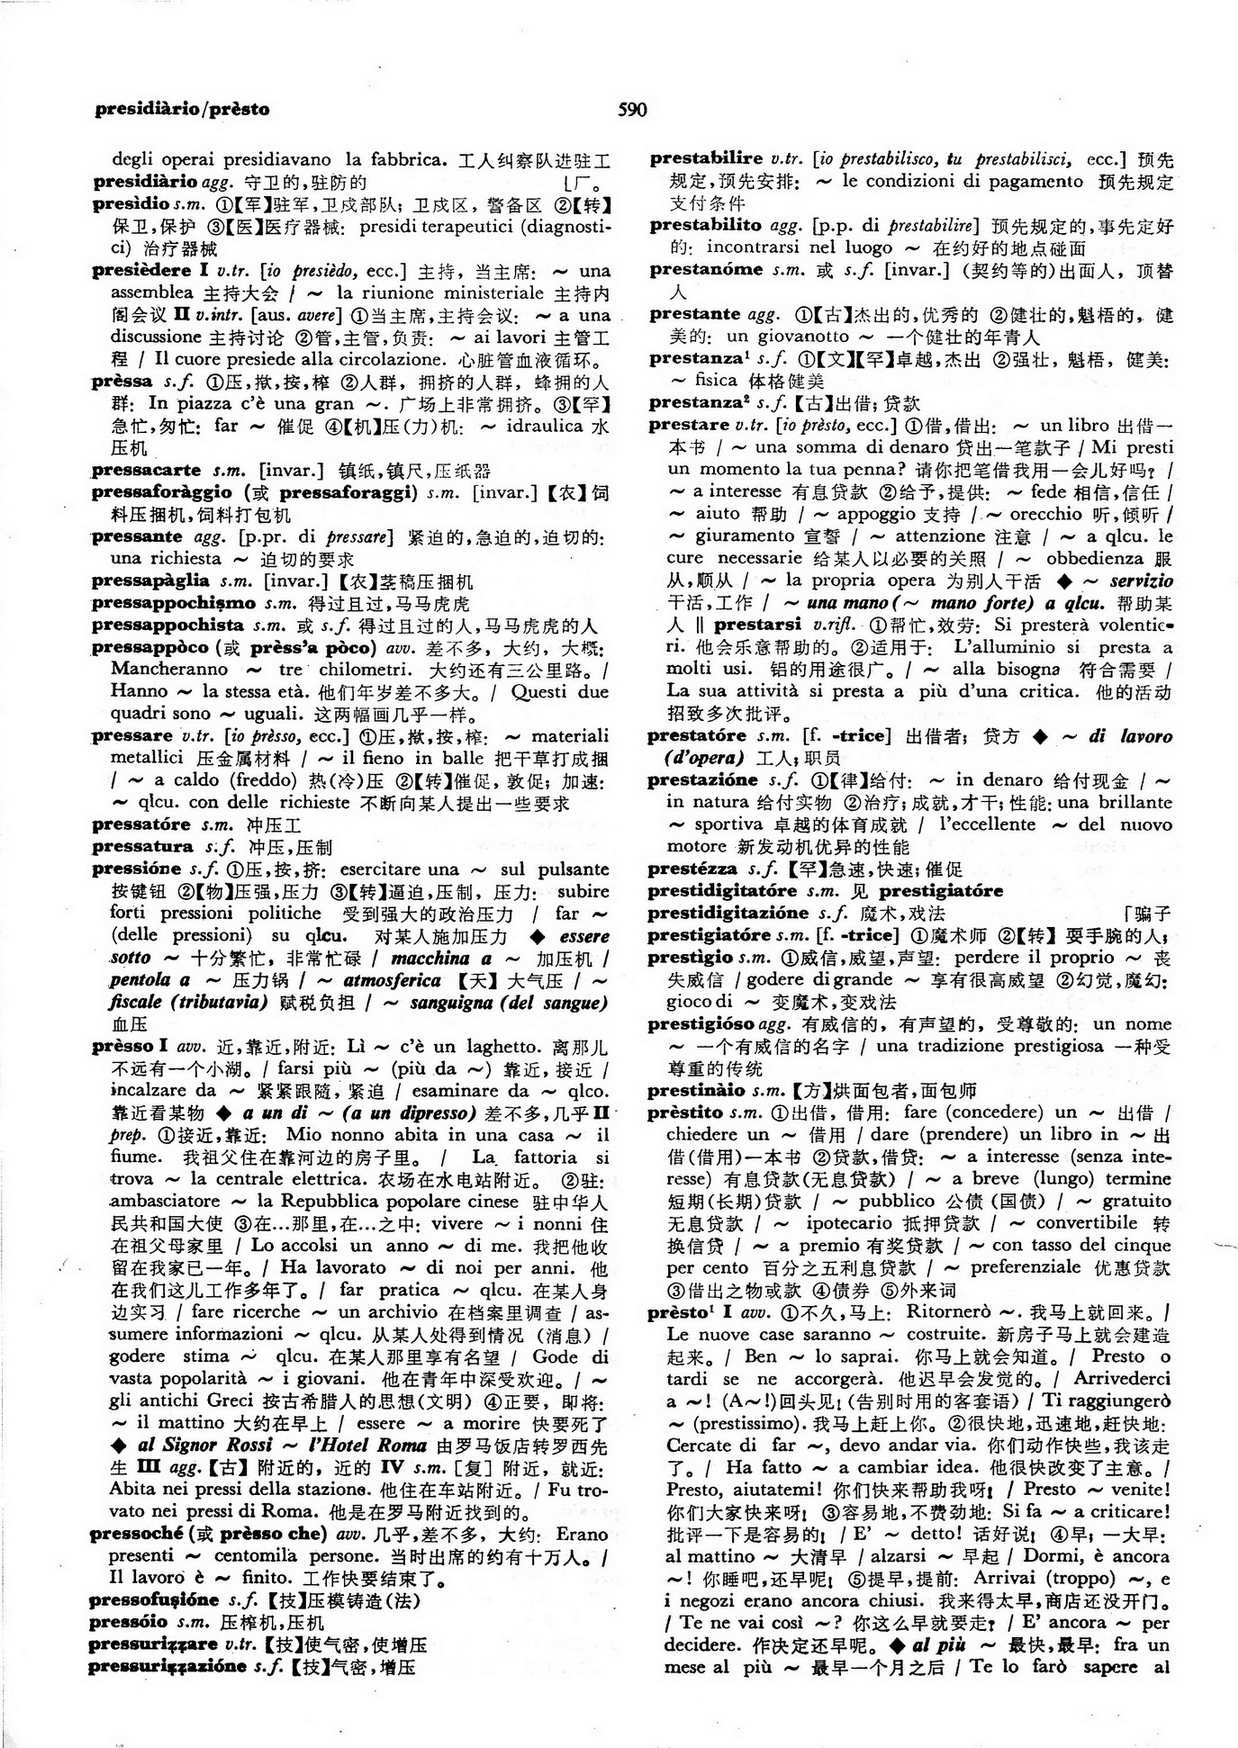 presidiàrio/prèsto
590
degli operai presidiavano la fabbrica. 工人纠察队进驻工
presidiàrio agg. 守卫的,驻防的 ⌊厂。
presìdio s.m. ①【军】驻军,卫戍部队; 卫戍区, 警备区 ②【转】
保卫,保护 ③【医】医疗器械: presidi terapeutici (diagnosti-
ci) 治疗器械
presièdere I v.tr. [io presièdo, ecc.] 主持, 当主席: ～ una
assemblea 主持大会 / ～ la riunione ministeriale 主持内
阁会议 II v.intr. [aus. avere] ①当主席,主持会议: ～ a una
discussione 主持讨论 ②管,主管,负责: ～ ai lavori 主管工
程 / Il cuore presiede alla circolazione. 心脏管血液循环。
prèssa s.f. ①压,揿,按,榨 ②人群, 拥挤的人群, 蜂拥的人
群: In piazza c'è una gran ～. 广场上非常拥挤。③【罕】
急忙,匆忙: far ～ 催促 ④【机】压(力)机: ～ idraulica 水
压机
pressacarte s.m. [invar.] 镇纸,镇尺,压纸器
pressaforàggio (或 pressaforaggi) s.m. [invar.]【农】饲
料压捆机,饲料打包机
pressante agg. [p.pr. di pressare] 紧迫的,急迫的,迫切的:
una richiesta ～ 迫切的要求
pressapàglia s.m. [invar.]【农】茎稿压捆机
pressappochişmo s.m. 得过且过,马马虎虎
pressappochista s.m. 或 s.f. 得过且过的人,马马虎虎的人
pressappòco (或 prèss'a pòco) avv. 差不多, 大约, 大概:
Mancheranno ～ tre chilometri. 大约还有三公里路。/
Hanno ～ la stessa età. 他们年岁差不多大。/ Questi due
quadri sono ～ uguali. 这两幅画几乎一样。
pressare v.tr. [io prèsso, ecc.] ①压,揿,按,榨: ～ materiali
metallici 压金属材料 / ～ il fieno in balle 把干草打成捆
/ ～ a caldo (freddo) 热(冷)压 ②【转】催促, 敦促; 加速:
～ qlcu. con delle richieste 不断向某人提出一些要求
pressatóre s.m. 冲压工
pressatura s.f. 冲压,压制
pressióne s.f. ①压,按,挤: esercitare una ～ sul pulsante
按键钮 ②【物】压强,压力 ③【转】逼迫,压制, 压力: subire
forti pressioni politiche 受到强大的政治压力 / far ～
(delle pressioni) su qlcu. 对某人施加压力 ◆ essere
sotto ～ 十分繁忙, 非常忙碌 / macchina a ～ 加压机 /
pentola a ～ 压力锅 / ～ atmosferica 【天】大气压 / ～
fiscale (tributaria) 赋税负担 / ～ sanguigna (del sangue)
血压
prèsso I avv. 近,靠近,附近: Lì ～ c'è un laghetto. 离那儿
不远有一个小湖。/ farsi più ～ (più da ～) 靠近, 接近 /
incalzare da ～ 紧紧跟随, 紧追 / esaminare da ～ qlco.
靠近看某物 ◆ a un di ～ (a un dipresso) 差不多,几乎 II
prep. ①接近,靠近: Mio nonno abita in una casa ～ il
fiume. 我祖父住在靠河边的房子里。 / La fattoria si
trova ～ la centrale elettrica. 农场在水电站附近。 ②驻:
ambasciatore ～ la Repubblica popolare cinese 驻中华人
民共和国大使 ③在…那里,在…之中: vivere ～ i nonni 住
在祖父母家里 / Lo accolsi un anno ～ di me. 我把他收
留在我家已一年。/ Ha lavorato ～ di noi per anni. 他
在我们这儿工作多年了。/ far pratica ～ qlcu. 在某人身
边实习 / fare ricerche ～ un archivio 在档案里调查 / as-
sumere informazioni ～ qlcu. 从某人处得到情况 (消息) /
godere stima ～ qlcu. 在某人那里享有名望 / Gode di
vasta popolarità ～ i giovani. 他在青年中深受欢迎。/ ～
gli antichi Greci 按古希腊人的思想(文明) ④正要, 即将:
～ il mattino 大约在早上 / essere ～ a morire 快要死了
◆ al Signor Rossi ～ l'Hotel Roma 由罗马饭店转罗西先
生 III agg.【古】附近的, 近的 IV s.m. [复] 附近, 就近:
Abita nei pressi della stazione. 他住在车站附近。/ Fu tro-
vato nei pressi di Roma. 他是在罗马附近找到的。
pressoché (或 prèsso che) avv. 几乎,差不多, 大约: Erano
presenti ～ centomila persone. 当时出席的约有十万人。/
Il lavoro è ～ finito. 工作快要结束了。
pressofuşióne s.f. 【技】压模铸造(法)
pressóio s.m. 压榨机,压机
pressuriʒʒare v.tr. 【技】使气密,使增压
pressuriʒʒazióne s.f. 【技】气密,增压
prestabilire v.tr. [io prestabilisco, tu prestabilisci, ecc.] 预先
规定,预先安排: ～ le condizioni di pagamento 预先规定
支付条件
prestabilito agg. [p.p. di prestabilire] 预先规定的,事先定好
的: incontrarsi nel luogo ～ 在约好的地点碰面
prestanóme s.m. 或 s.f. [invar.] (契约等的)出面人, 顶替
人
prestante agg. ①【古】杰出的,优秀的 ②健壮的,魁梧的, 健
美的: un giovanotto ～ 一个健壮的年青人
prestanza¹ s.f. ①【文】【罕】卓越,杰出 ②强壮, 魁梧, 健美:
～ fisica 体格健美
prestanza² s.f.【古】出借; 贷款
prestare v.tr. [io prèsto, ecc.] ①借,借出: ～ un libro 出借一
本书 / ～ una somma di denaro 贷出一笔款子 / Mi presti
un momento la tua penna? 请你把笔借我用一会儿好吗? /
～ a interesse 有息贷款 ②给予,提供: ～ fede 相信,信任 /
～ aiuto 帮助 / ～ appoggio 支持 / ～ orecchio 听,倾听 /
～ giuramento 宣誓 / ～ attenzione 注意 / ～ a qlcu. le
cure necessarie 给某人以必要的关照 / ～ obbedienza 服
从,顺从 / ～ la propria opera 为别人干活 ◆ ～ servizio
干活,工作 / ～ una mano (～ mano forte) a qlcu. 帮助某
人 ‖ prestarsi v.rifl. ①帮忙,效劳: Si presterà volentie-
ri. 他会乐意帮助的。②适用于: L'alluminio si presta a
molti usi. 铝的用途很广。/ ～ alla bisogna 符合需要 /
La sua attività si presta a più d'una critica. 他的活动
招致多次批评。
prestatóre s.m. [f. -trice] 出借者; 贷方 ◆ ～ di lavoro
(d'opera) 工人; 职员
prestazióne s.f. ①【律】给付: ～ in denaro 给付现金 / ～
in natura 给付实物 ②治疗; 成就,才干; 性能: una brillante
～ sportiva 卓越的体育成就 / l'eccellente ～ del nuovo
motore 新发动机优异的性能
prestézza s.f. 【罕】急速,快速; 催促
prestidigitatóre s.m. 见 prestigiatóre
prestidigitazióne s.f. 魔术,戏法 「骗子
prestigiatóre s.m. [f. -trice] ①魔术师 ②【转】耍手腕的人;
prestìgio s.m. ①威信,威望,声望: perdere il proprio ～ 丧
失威信 / godere di grande ～ 享有很高威望 ②幻觉,魔幻:
gioco di ～ 变魔术,变戏法
prestigióso agg. 有威信的, 有声望的, 受尊敬的: un nome
～ 一个有威信的名字 / una tradizione prestigiosa 一种受
尊重的传统
prestinàio s.m. 【方】烘面包者,面包师
prèstito s.m. ①出借, 借用: fare (concedere) un ～ 出借 /
chiedere un ～ 借用 / dare (prendere) un libro in ～ 出
借(借用)一本书 ②贷款,借贷: ～ a interesse (senza inte-
resse) 有息贷款(无息贷款) / ～ a breve (lungo) termine
短期(长期)贷款 / ～ pubblico 公债 (国债) / ～ gratuito
无息贷款 / ～ ipotecario 抵押贷款 / ～ convertibile 转
换信贷 / ～ a premio 有奖贷款 / ～ con tasso del cinque
per cento 百分之五利息贷款 / ～ preferenziale 优惠贷款
③借出之物或款 ④债券 ⑤外来词
prèsto¹ I avv. ①不久,马上: Ritornerò ～. 我马上就回来。/
Le nuove case saranno ～ costruite. 新房子马上就会建造
起来。/ Ben ～ lo saprai. 你马上就会知道。/ Presto o
tardi se ne accorgerà. 他迟早会发觉的。/ Arrivederci
a ～! (A～!)回头见! (告别时用的客套语) / Ti raggiungerò
～ (prestissimo). 我马上赶上你。②很快地,迅速地,赶快地:
Cercate di far ～, devo andar via. 你们动作快些,我该走
了。/ Ha fatto ～ a cambiar idea. 他很快改变了主意。/
Presto, aiutatemi! 你们快来帮助我呀! / Presto ～ venite!
你们大家快来呀! ③容易地,不费劲地: Si fa ～ a criticare!
批评一下是容易的! / E' ～ detto! 话好说! ④早; 一大早:
al mattino ～ 大清早 / alzarsi ～ 早起 / Dormi, è ancora
～! 你睡吧,还早呢! ⑤提早,提前: Arrivai (troppo) ～, e
i negozi erano ancora chiusi. 我来得太早,商店还没开门。
/ Te ne vai così ～? 你这么早就要走? / E' ancora ～ per
decidere. 作决定还早呢。◆ al più ～ 最快,最早: fra un
mese al più ～ 最早一个月之后 / Te lo farò sapere al